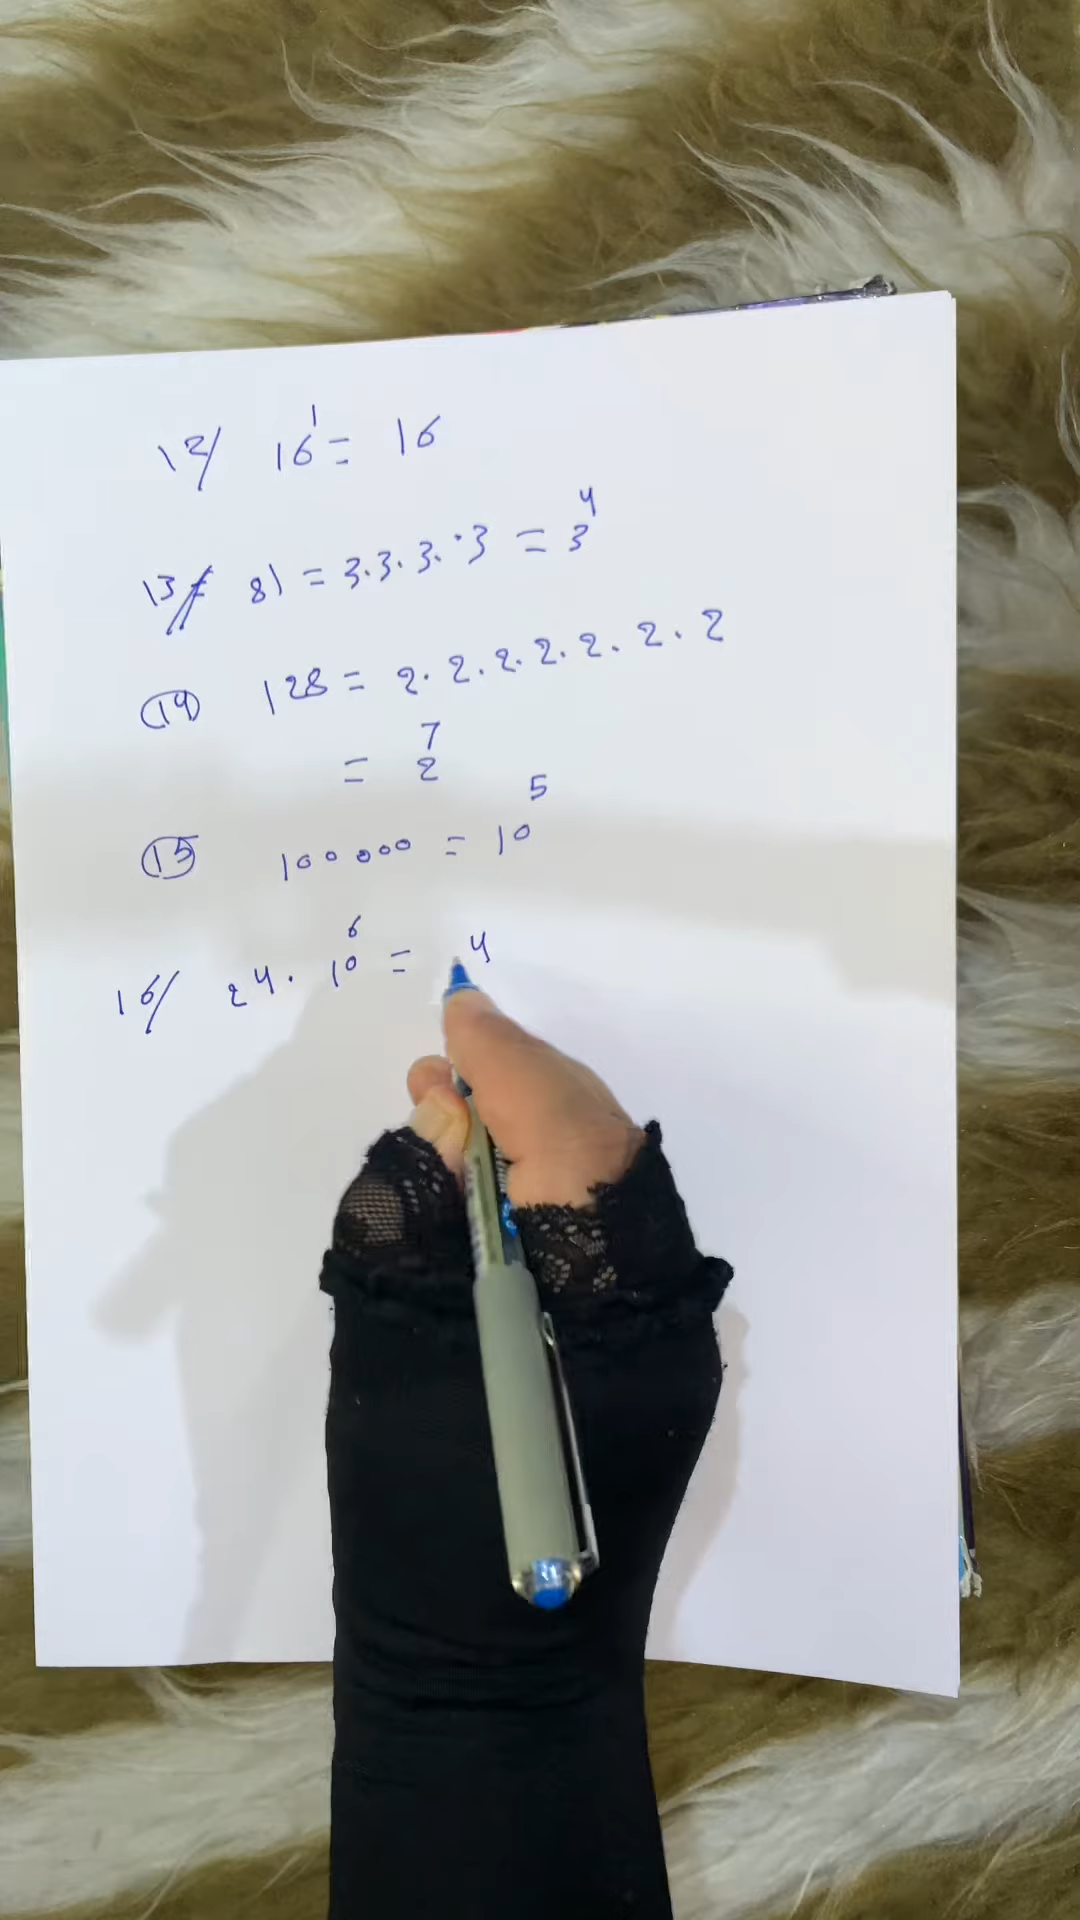 12/ 16¹ = 16
13/ 81 = 3.3.3.3 = 3⁴
14 128 = 2.2.2.2.2.2.2
= 2⁷
15 100000 = 10⁵
16/ 24. 10⁶ = 4